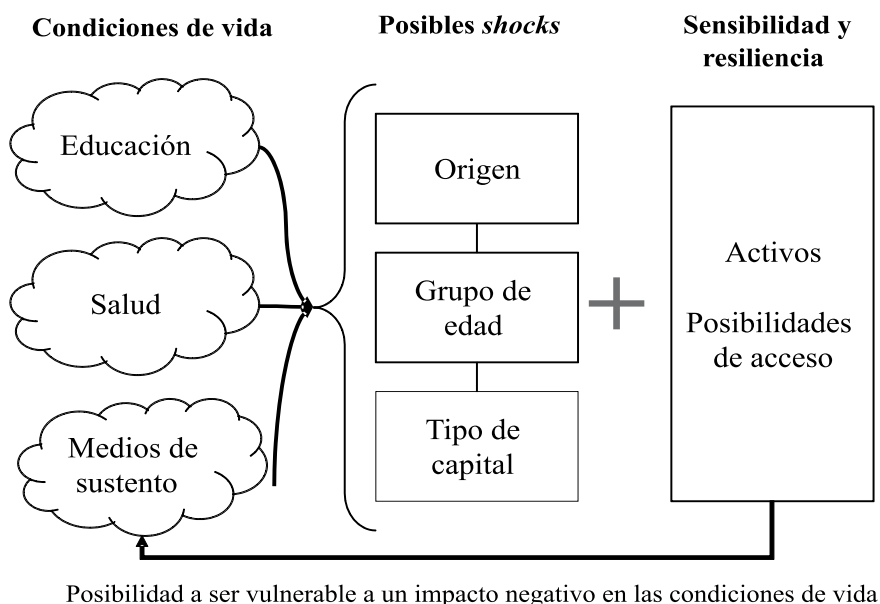 Condiciones de vida
Posibles shocks
Sensibilidad y
resiliencia
Educación
Salud
Medios de
sustento
Origen
Grupo de
edad
Tipo de
capital
+
Activos
Posibilidades
de acceso
Posibilidad a ser vulnerable a un impacto negativo en las condiciones de vida